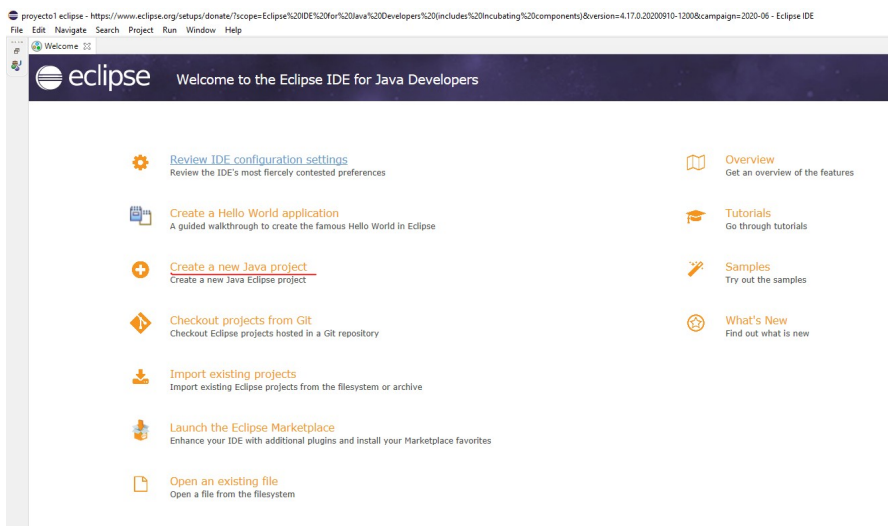 proyecto1 eclipse - https://www.eclipse.org/setups/donate/?scope=Eclipse%20IDE%20for%20Java%20Developers%20(includes%20Incubating%20components)&version=4.17.0.20200910-1200&campaign=2020-06 - Eclipse IDE
File Edit Navigate Search Project Run Window Help
Welcome
eclipse Welcome to the Eclipse IDE for Java Developers
Review IDE configuration settings
Review the IDE's most fiercely contested preferences
Create a Hello World application
A guided walkthrough to create the famous Hello World in Eclipse
Create a new Java project
Create a new Java Eclipse project
Checkout projects from Git
Checkout Eclipse projects hosted in a Git repository
Import existing projects
Import existing Eclipse projects from the filesystem or archive
Launch the Eclipse Marketplace
Enhance your IDE with additional plugins and install your Marketplace favorites
Open an existing file
Open a file from the filesystem
Overview
Get an overview of the features
Tutorials
Go through tutorials
Samples
Try out the samples
What's New
Find out what is new